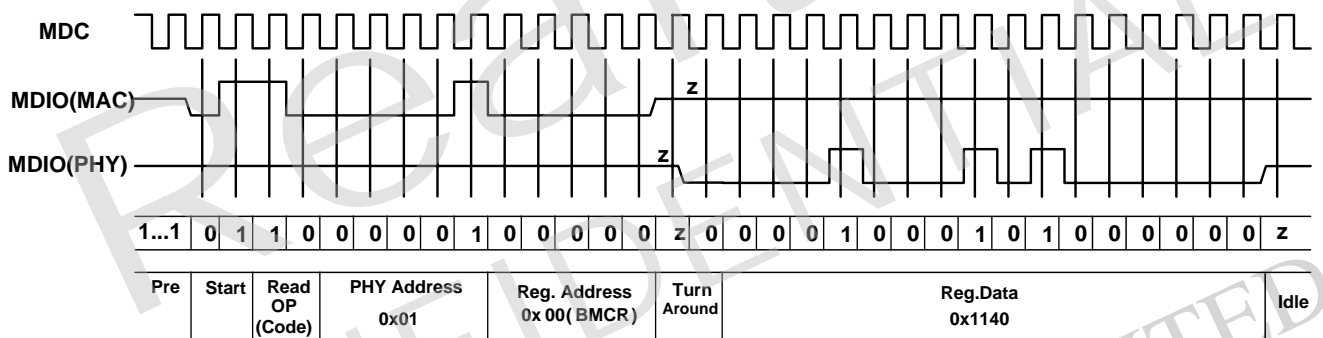 MDC
MDIO(MAC)
z
MDIO(PHY)
z
1...1 0 1 1 0 0 0 0 0 1 0 0 0 0 0 z 0 0 0 0 1 0 0 0 1 0 1 0 0 0 0 0 0 z
Pre Start Read OP (Code) PHY Address 0x01 Reg. Address 0x 00( BMCR ) Turn Around Reg.Data 0x1140 Idle